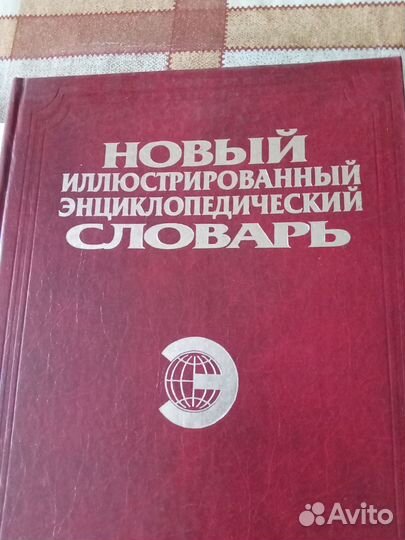 НОВЫЙ
ИЛЛЮСТРИРОВАННЫЙ
ЭНЦИКЛОПЕДИЧЕСКИЙ
СЛОВАРЬ
Э
Avito